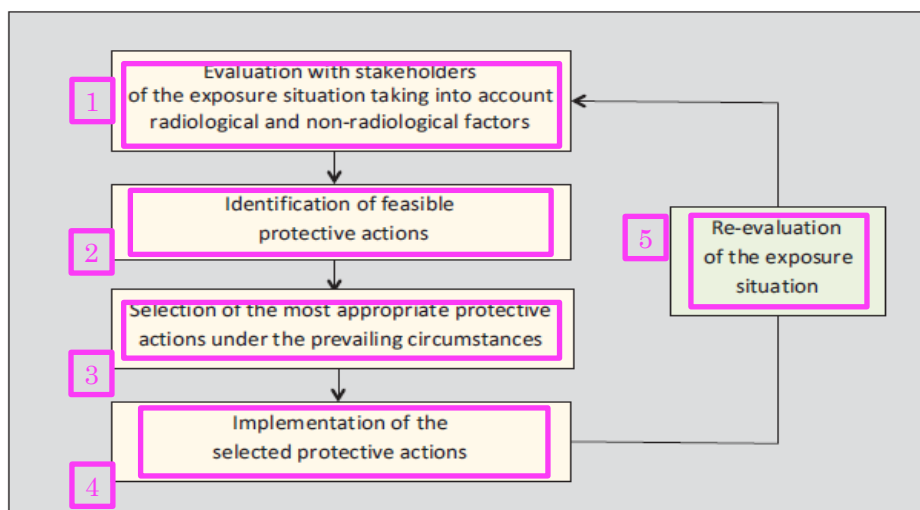 1
Evaluation with stakeholders
of the exposure situation taking into account
radiological and non-radiological factors
2
Identification of feasible
protective actions
3
Selection of the most appropriate protective
actions under the prevailing circumstances
4
Implementation of the
selected protective actions
5
Re-evaluation
of the exposure
situation